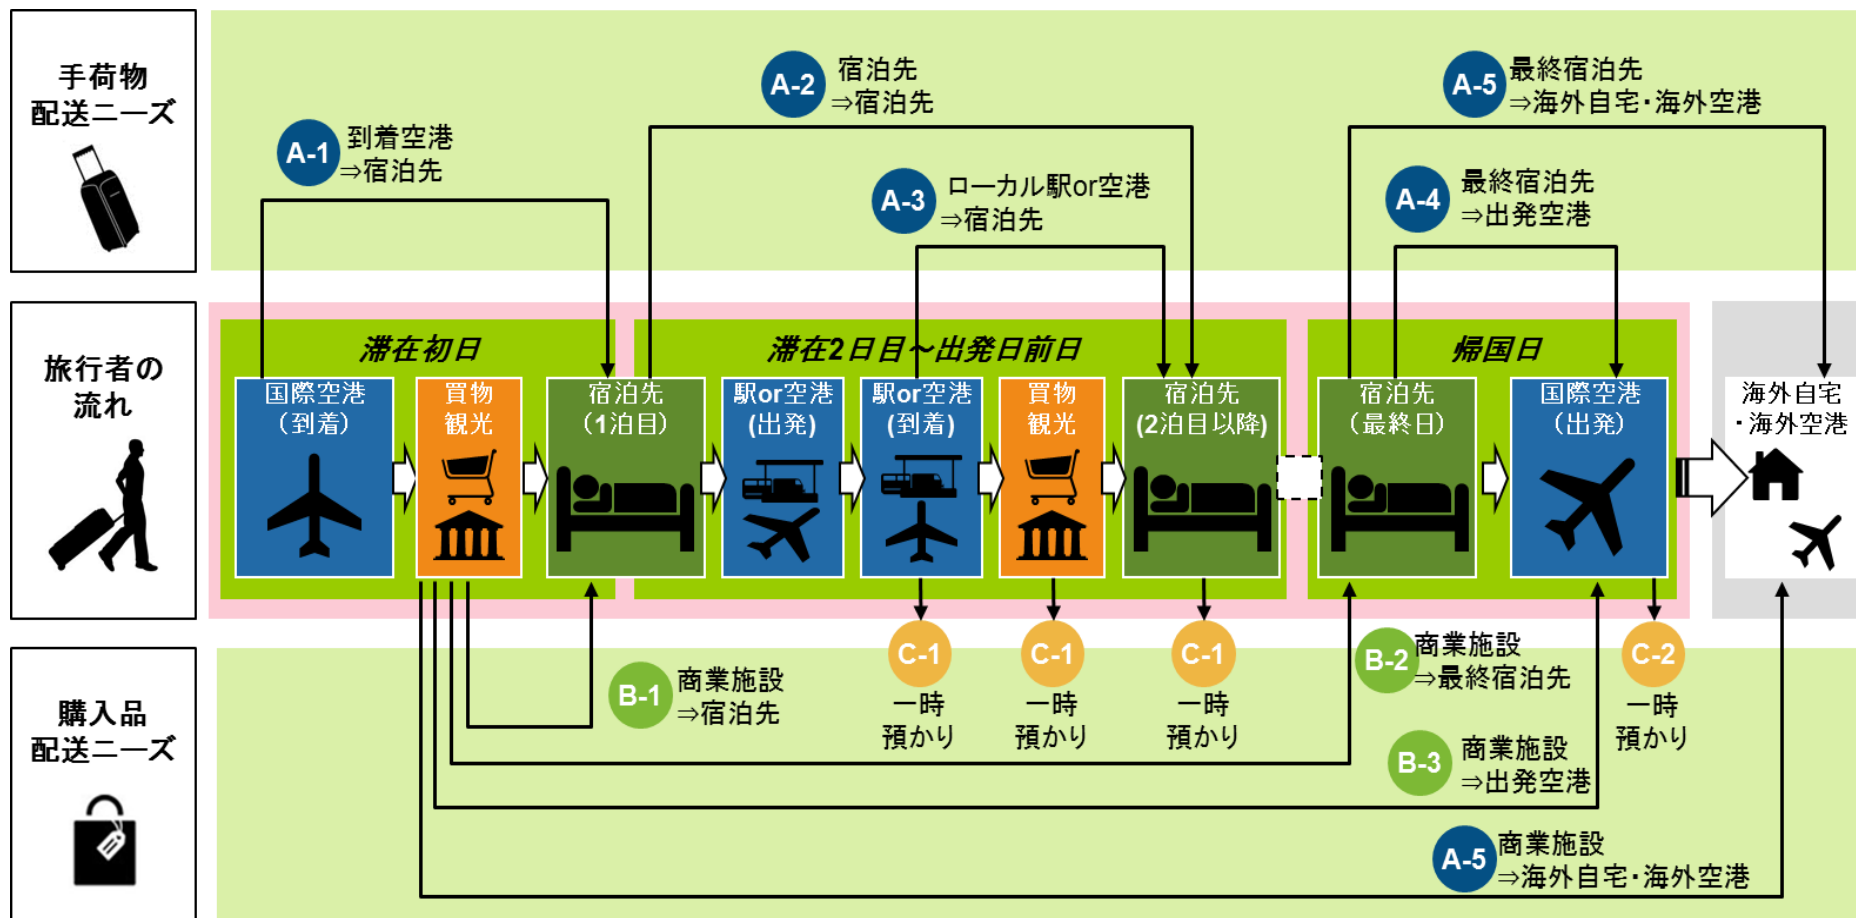 手荷物
配送ニーズ
A-1
到着空港
⇒宿泊先
A-2
宿泊先
⇒宿泊先
A-3
ローカル駅or空港
⇒宿泊先
A-5
最終宿泊先
⇒海外自宅・海外空港
A-4
最終宿泊先
⇒出発空港
旅行者の
流れ
滞在初日
国際空港
（到着）
買物
観光
宿泊先
（1泊目）
滞在2日目～出発日前日
駅or空港
(出発)
駅or空港
(到着)
買物
観光
宿泊先
(2泊目以降)
帰国日
宿泊先
（最終日）
国際空港
（出発）
海外自宅
・海外空港
購入品
配送ニーズ
B-1
商業施設
⇒宿泊先
C-1
一時
預かり
C-1
一時
預かり
C-1
一時
預かり
B-2
商業施設
⇒最終宿泊先
C-2
一時
預かり
B-3
商業施設
⇒出発空港
A-5
商業施設
⇒海外自宅・海外空港